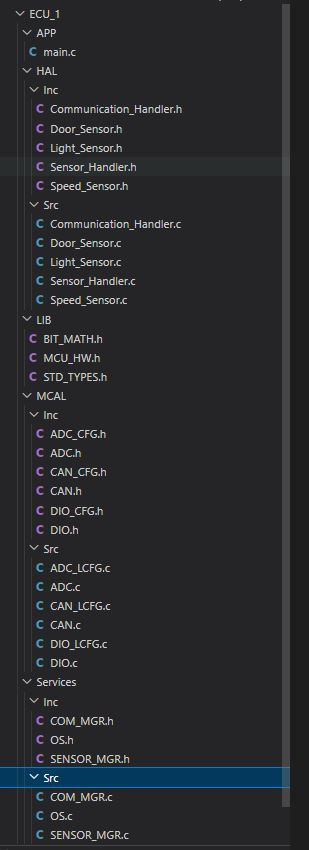 ECU_1
APP
C main.c
HAL
Inc
C Communication_Handler.h
C Door_Sensor.h
C Light_Sensor.h
C Sensor_Handler.h
C Speed_Sensor.h
Src
C Communication_Handler.c
C Door_Sensor.c
C Light_Sensor.c
C Sensor_Handler.c
C Speed_Sensor.c
LIB
C BIT_MATH.h
C MCU_HW.h
C STD_TYPES.h
MCAL
Inc
C ADC_CFG.h
C ADC.h
C CAN_CFG.h
C CAN.h
C DIO_CFG.h
C DIO.h
Src
C ADC_LCFG.c
C ADC.c
C CAN_LCFG.c
C CAN.c
C DIO_LCFG.c
C DIO.c
Services
Inc
C COM_MGR.h
C OS.h
C SENSOR_MGR.h
Src
C COM_MGR.c
C OS.c
C SENSOR_MGR.c